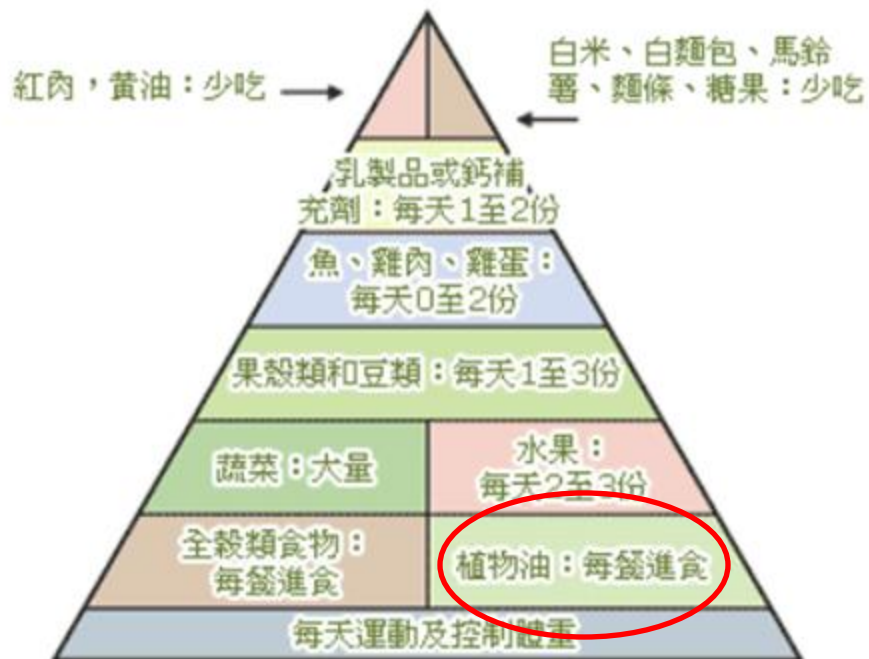 紅肉，黃油：少吃
白米、白麵包、馬鈴
薯、麵條、糖果：少吃
乳製品或鈣補
充劑：每天1至2份
魚、雞肉、雞蛋：
每天0至2份
果殼類和豆類：每天1至3份
蔬菜：大量
水果：
每天2至3份
全穀類食物：
每餐進食
植物油：每餐進食
每天運動及控制體重